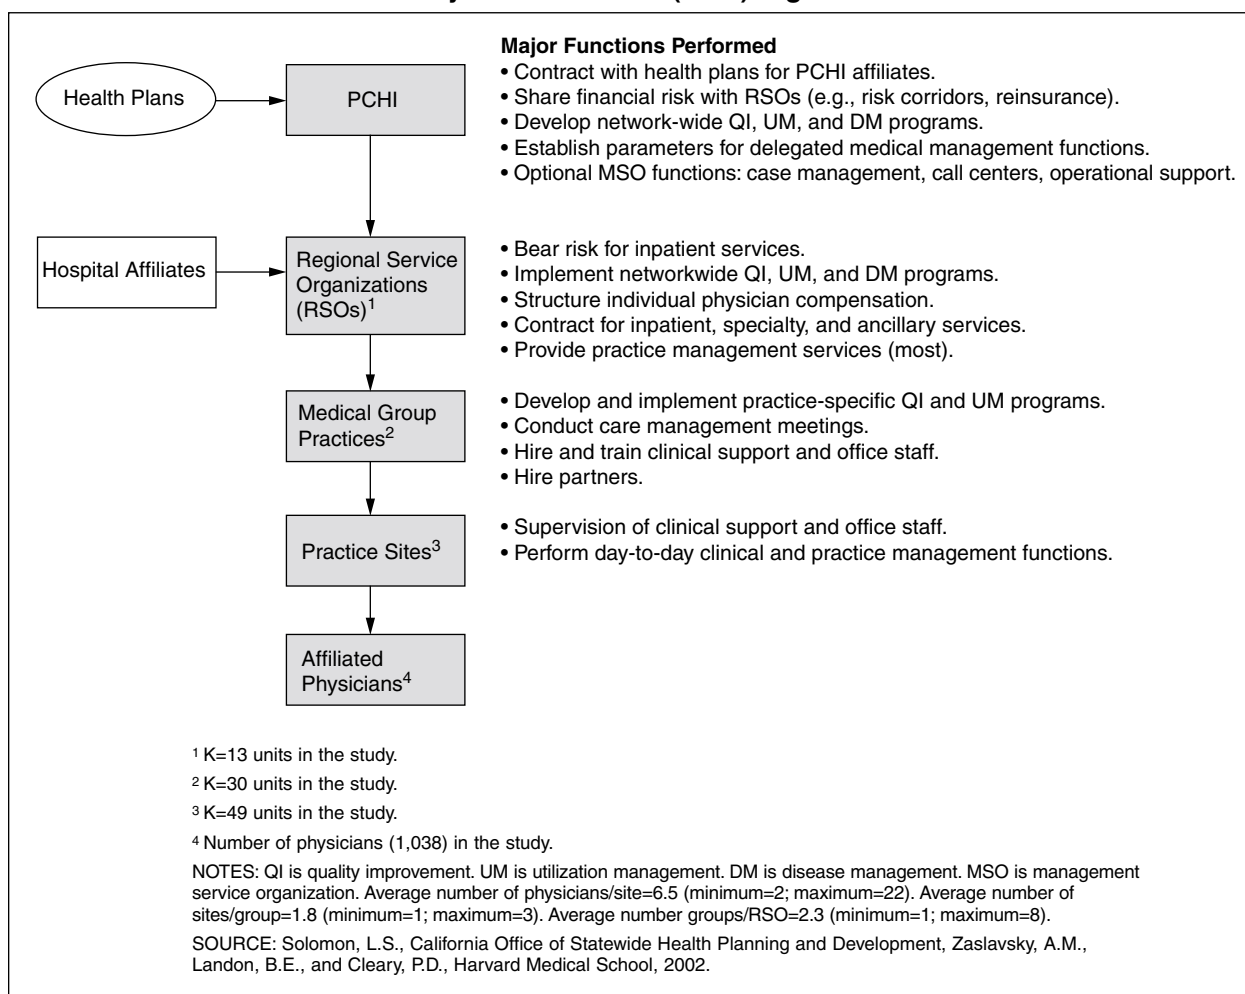 Major Functions Performed
Health Plans
PCHI
• Contract with health plans for PCHI affiliates.
• Share financial risk with RSOs (e.g., risk corridors, reinsurance).
• Develop network-wide QI, UM, and DM programs.
• Establish parameters for delegated medical management functions.
• Optional MSO functions: case management, call centers, operational support.
Hospital Affiliates
Regional Service
Organizations
(RSOs)1
• Bear risk for inpatient services.
• Implement networkwide QI, UM, and DM programs.
• Structure individual physician compensation.
• Contract for inpatient, specialty, and ancillary services.
• Provide practice management services (most).
Medical Group
Practices2
• Develop and implement practice-specific QI and UM programs.
• Conduct care management meetings.
• Hire and train clinical support and office staff.
• Hire partners.
Practice Sites3
• Supervision of clinical support and office staff.
• Perform day-to-day clinical and practice management functions.
Affiliated
Physicians4
1 K=13 units in the study.
2 K=30 units in the study.
3 K=49 units in the study.
4 Number of physicians (1,038) in the study.
NOTES: QI is quality improvement. UM is utilization management. DM is disease management. MSO is management
service organization. Average number of physicians/site=6.5 (minimum=2; maximum=22). Average number of
sites/group=1.8 (minimum=1; maximum=3). Average number groups/RSO=2.3 (minimum=1; maximum=8).
SOURCE: Solomon, L.S., California Office of Statewide Health Planning and Development, Zaslavsky, A.M.,
Landon, B.E., and Cleary, P.D., Harvard Medical School, 2002.